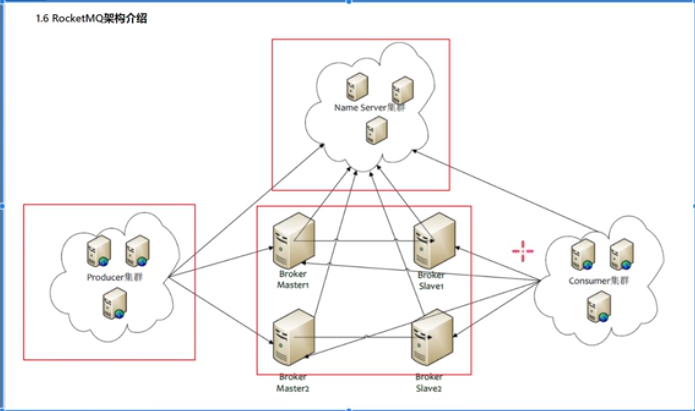 1.6 RocketMQ架构介绍
Name Server集群
Producer集群
Broker
Master1
Broker
Slave1
Consumer集群
Broker
Master2
Broker
Slave2